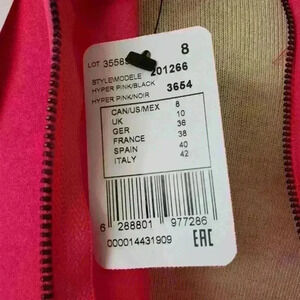 LOT 3558
8
STYLE\MODELE 201266
HYPER PINK/BLACK
HYPER PINK/NOIR 3654
CAN/US/MEX 8
UK 10
GER 36
FRANCE 38
SPAIN 40
ITALY 42
6 288801 977286
000014431909 EAC